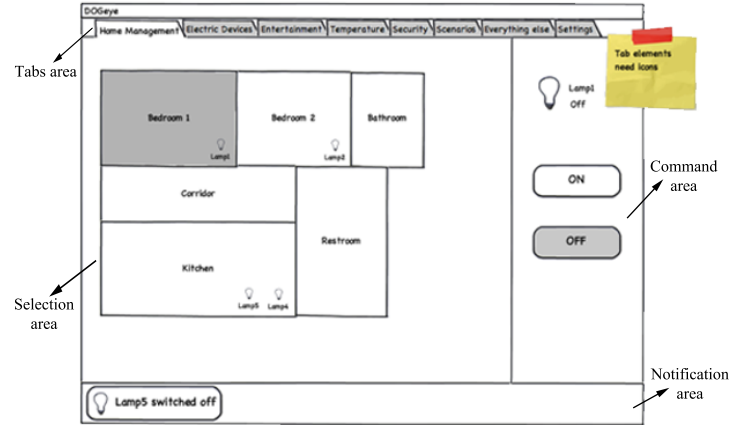 DOGeye
Home Management
Electric Devices
Entertainment
Temperature
Security
Scenarios
Everything else
Settings
Tab elements
need icons
Tabs area
Bedroom 1
Lamp1
Bedroom 2
Lamp2
Bathroom
Lamp1
Off
Corridor
ON
Command
area
Kitchen
Lamp5
Lamp4
Restroom
OFF
Selection
area
Lamp5 switched off
Notification
area